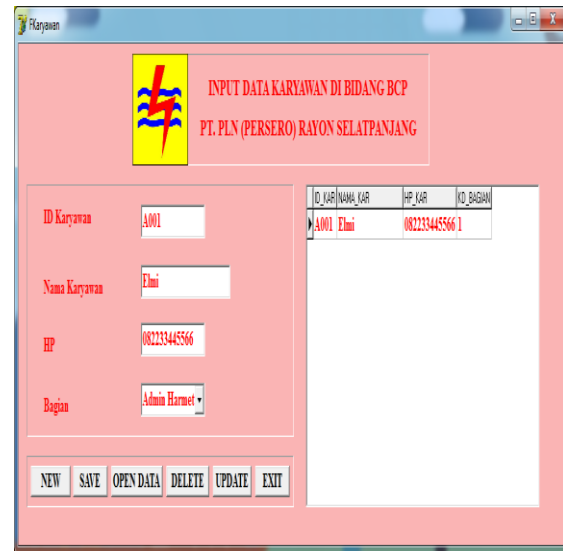 FKaryawan
INPUT DATA KARYAWAN DI BIDANG BCP
PT. PLN (PERSERO) RAYON SELATPANJANG
ID Karyawan A001
Nama Karyawan Elmi
HP 082233445566
Bagian Admin Harmet
NEW SAVE OPEN DATA DELETE UPDATE EXIT
ID_KAR NAMA_KAR HP_KAR KD_BAGIAN
A001 Elmi 082233445566 1